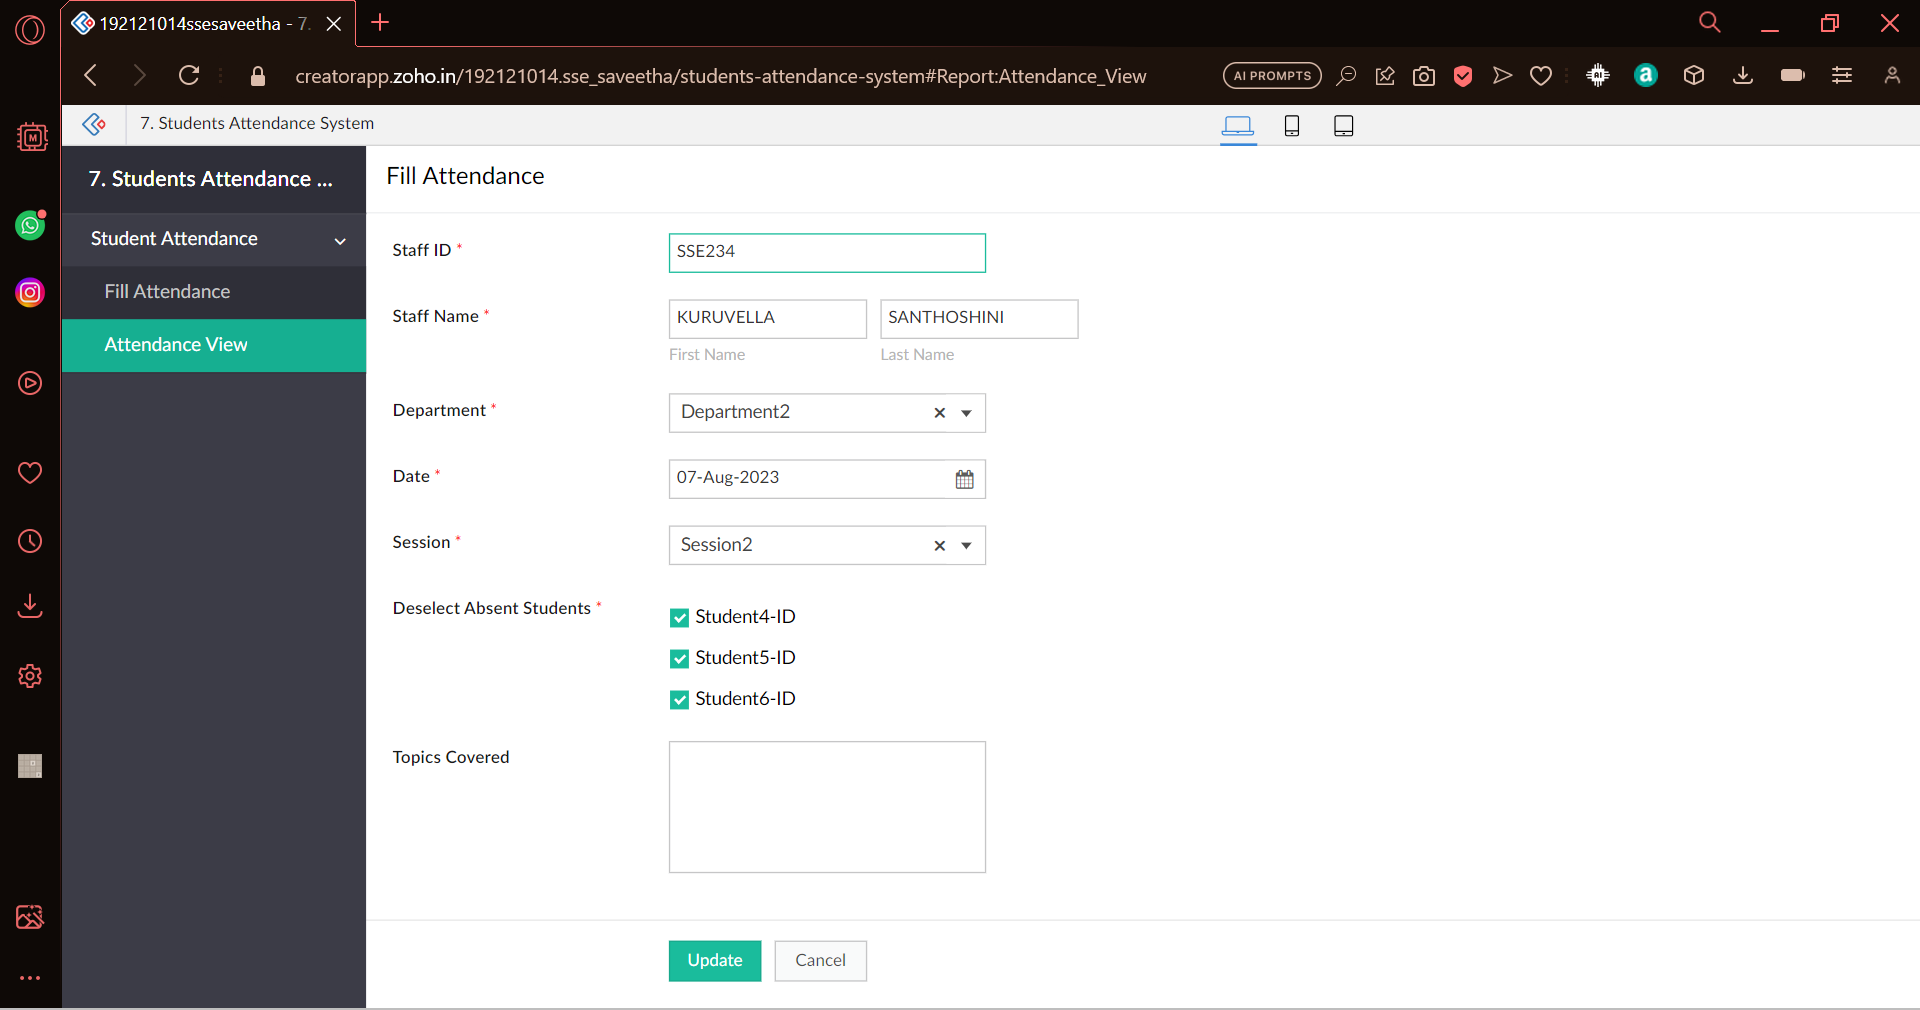 192121014ssesaveetha - 7.
creatorapp.zoho.in/192121014.sse_saveetha/students-attendance-system#Report:Attendance_View
AI PROMPTS
7. Students Attendance System
7. Students Attendance ...
Student Attendance
Fill Attendance
Attendance View
Fill Attendance
Staff ID *
SSE234
Staff Name *
KURUVELLA SANTHOSHINI
First Name Last Name
Department *
Department2
Date *
07-Aug-2023
Session *
Session2
Deselect Absent Students *
Student4-ID
Student5-ID
Student6-ID
Topics Covered
Update Cancel